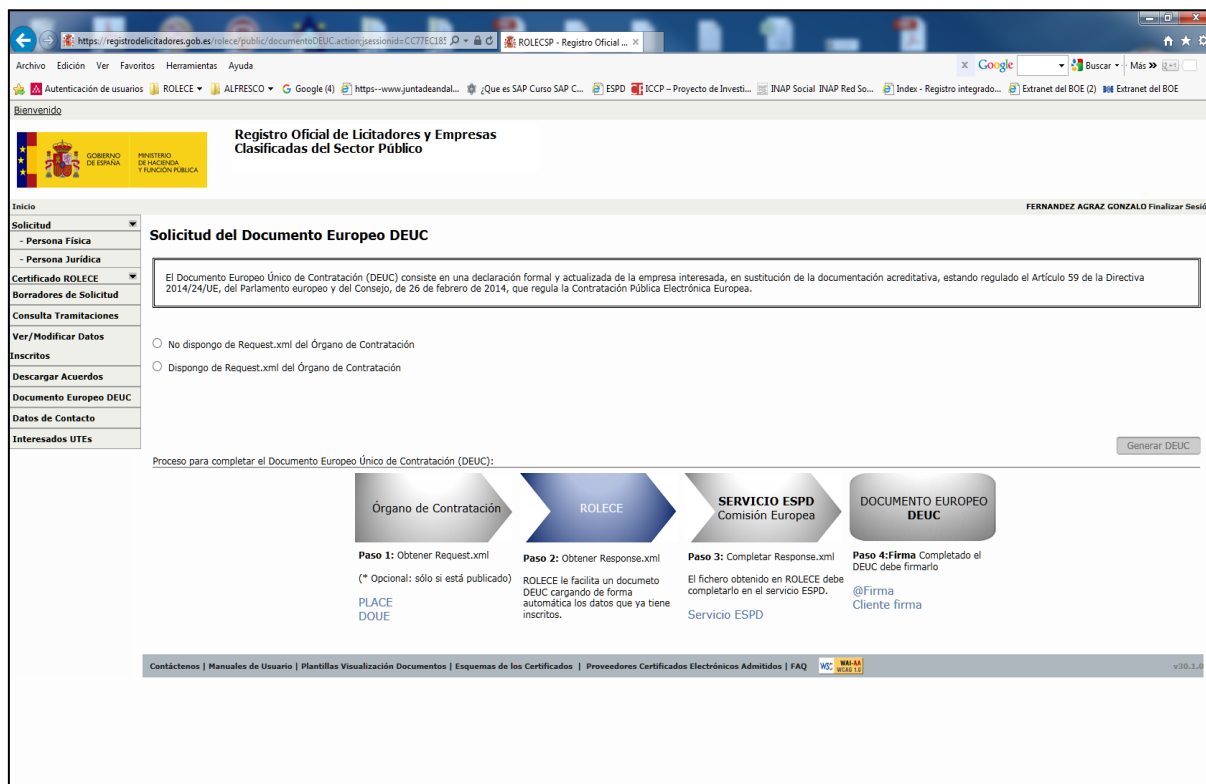 https://registrodelicitadores.gob.es/rolece/public/documentoDEUC.action;jsessionid=CC77EC185
ROLECSP - Registro Oficial ...
Archivo Edición Ver Favoritos Herramientas Ayuda
x Google Buscar Más »
Autenticación de usuarios ROLECE ALFRESCO Google (4) https--www.juntadeandal... ¿Que es SAP Curso SAP C... ESPD ICCP – Proyecto de Investi... INAP Social INAP Red So... Index - Registro integrado... Extranet del BOE (2) BOE Extranet del BOE
Bienvenido
GOBIERNO DE ESPAÑA
MINISTERIO DE HACIENDA Y FUNCIÓN PÚBLICA
Registro Oficial de Licitadores y Empresas
Clasificadas del Sector Público
Inicio
FERNANDEZ AGRAZ GONZALO Finalizar Sesió
Solicitud
- Persona Física
- Persona Jurídica
Certificado ROLECE
Borradores de Solicitud
Consulta Tramitaciones
Ver/Modificar Datos
Inscritos
Descargar Acuerdos
Documento Europeo DEUC
Datos de Contacto
Interesados UTEs
Solicitud del Documento Europeo DEUC
El Documento Europeo Único de Contratación (DEUC) consiste en una declaración formal y actualizada de la empresa interesada, en sustitución de la documentación acreditativa, estando regulado el Artículo 59 de la Directiva
2014/24/UE, del Parlamento europeo y del Consejo, de 26 de febrero de 2014, que regula la Contratación Pública Electrónica Europea.
No dispongo de Request.xml del Órgano de Contratación
Dispongo de Request.xml del Órgano de Contratación
Generar DEUC
Proceso para completar el Documento Europeo Único de Contratación (DEUC):
Órgano de Contratación
Paso 1: Obtener Request.xml
(* Opcional: sólo si está publicado)
PLACE
DOUE
ROLECE
Paso 2: Obtener Response.xml
ROLECE le facilita un documeto
DEUC cargando de forma
automática los datos que ya tiene
inscritos.
SERVICIO ESPD
Comisión Europea
Paso 3: Completar Response.xml
El fichero obtenido en ROLECE debe
completarlo en el servicio ESPD.
Servicio ESPD
DOCUMENTO EUROPEO
DEUC
Paso 4:Firma Completado el
DEUC debe firmarlo
@Firma
Cliente firma
Contáctenos | Manuales de Usuario | Plantillas Visualización Documentos | Esquemas de los Certificados | Proveedores Certificados Electrónicos Admitidos | FAQ W3C WAI-AA WCAG 1.0
v30.1.0